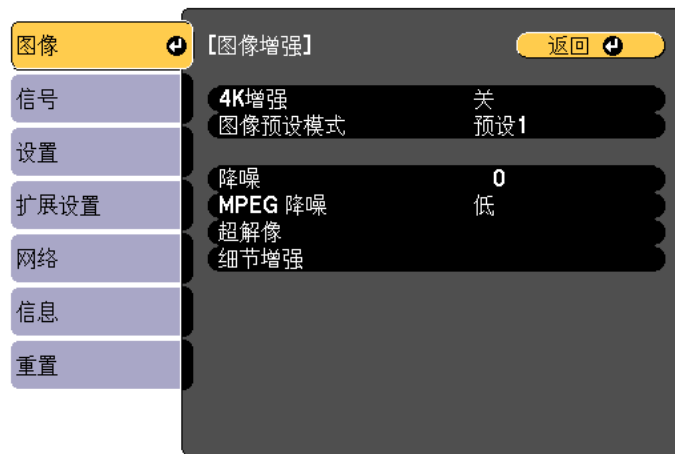 图像
信号
设置
扩展设置
网络
信息
重置
[图像增强]
返回
4K增强 关
图像预设模式 预设1
降噪 0
MPEG 降噪 低
超解像
细节增强